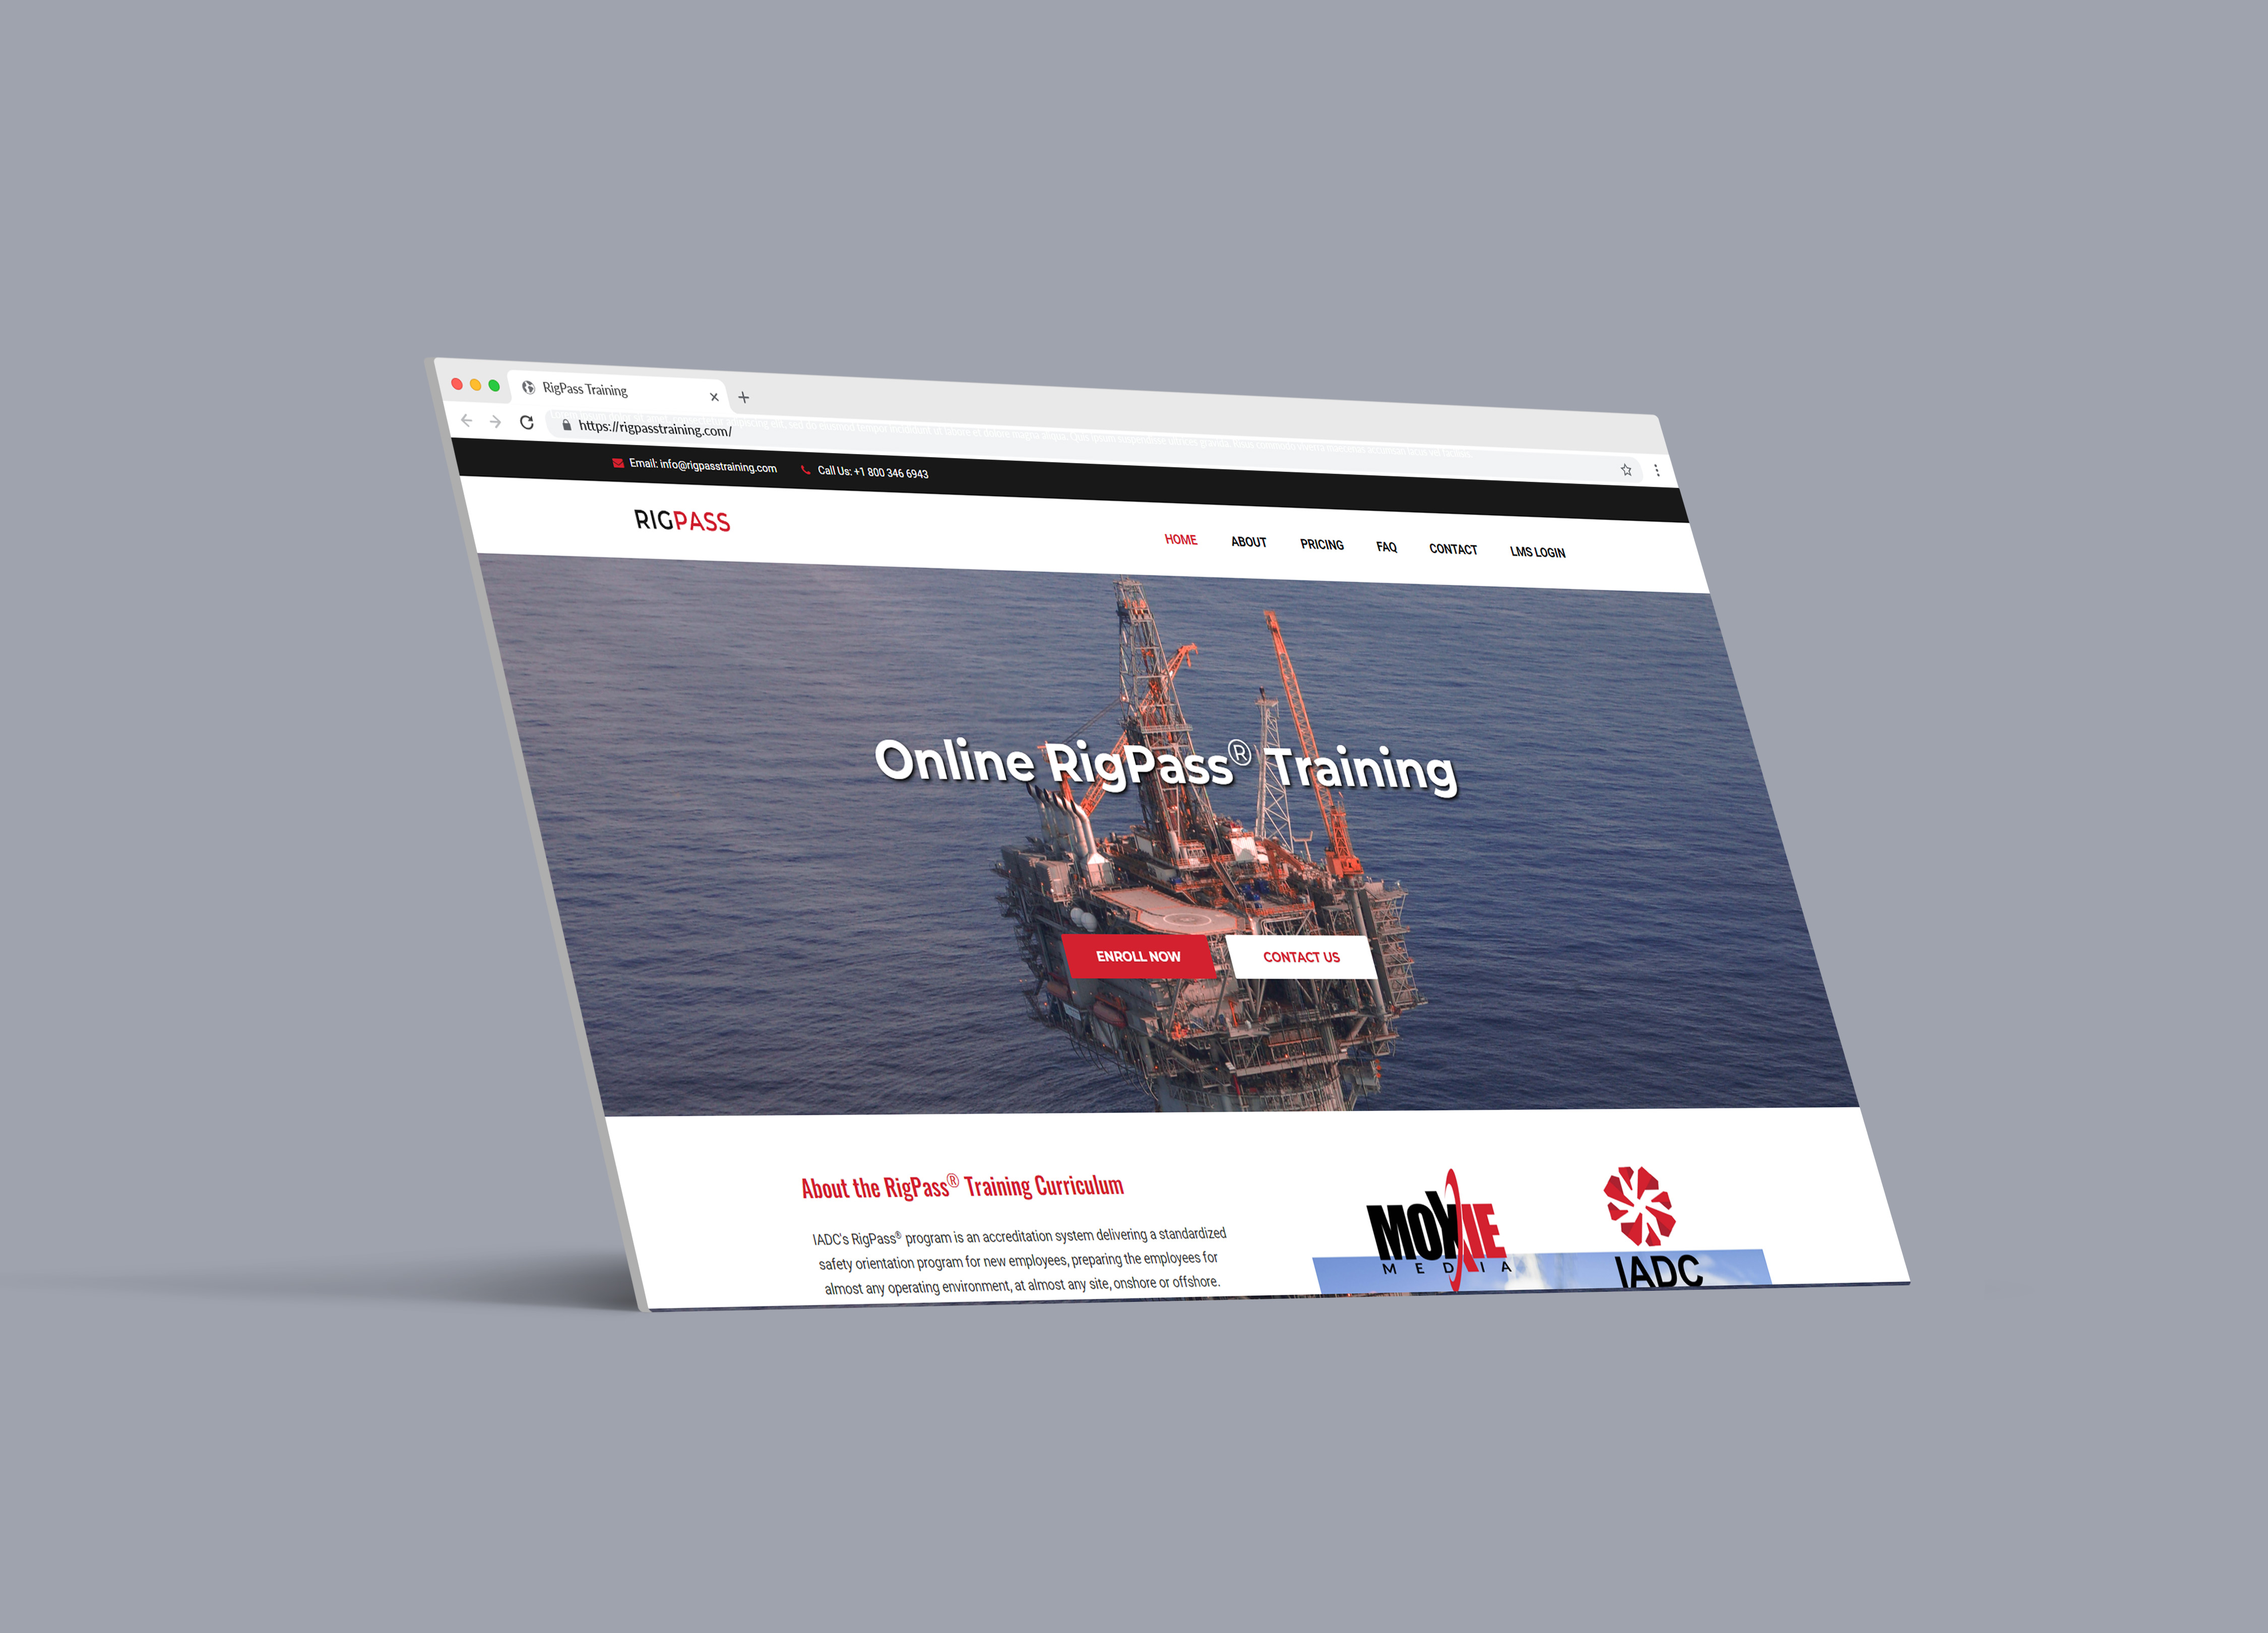 RigPass Training
https://rigpasstraining.com/
Email: info@rigpasstraining.com Call Us: +1 800 346 6943
RIGPASS
HOME ABOUT PRICING FAQ CONTACT LMS LOGIN
Online RigPass® Training
ENROLL NOW CONTACT US
About the RigPass® Training Curriculum
IADC's RigPass® program is an accreditation system delivering a standardized
safety orientation program for new employees, preparing the employees for
almost any operating environment, at almost any site, onshore or offshore.
MOXIE
MEDIA
IADC